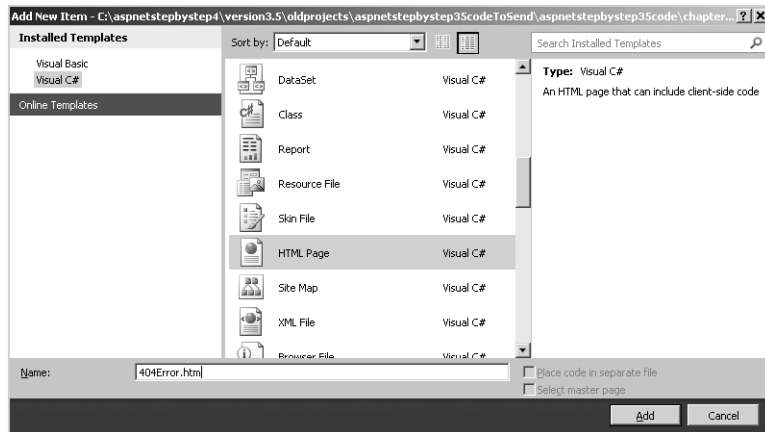 Add New Item - C:\aspnetstepbystep4\version3.5\oldprojects\aspnetstepbystep35codeToSend\aspnetstepbystep35code\chapter...
Installed Templates
Visual Basic
Visual C#
Online Templates
Sort by: Default
Search Installed Templates
DataSet Visual C#
Class Visual C#
Report Visual C#
Resource File Visual C#
Skin File Visual C#
HTML Page Visual C#
Site Map Visual C#
XML File Visual C#
Browser File Visual C#
Type: Visual C#
An HTML page that can include client-side code
Name: 404Error.htm
Place code in separate file
Select master page
Add Cancel